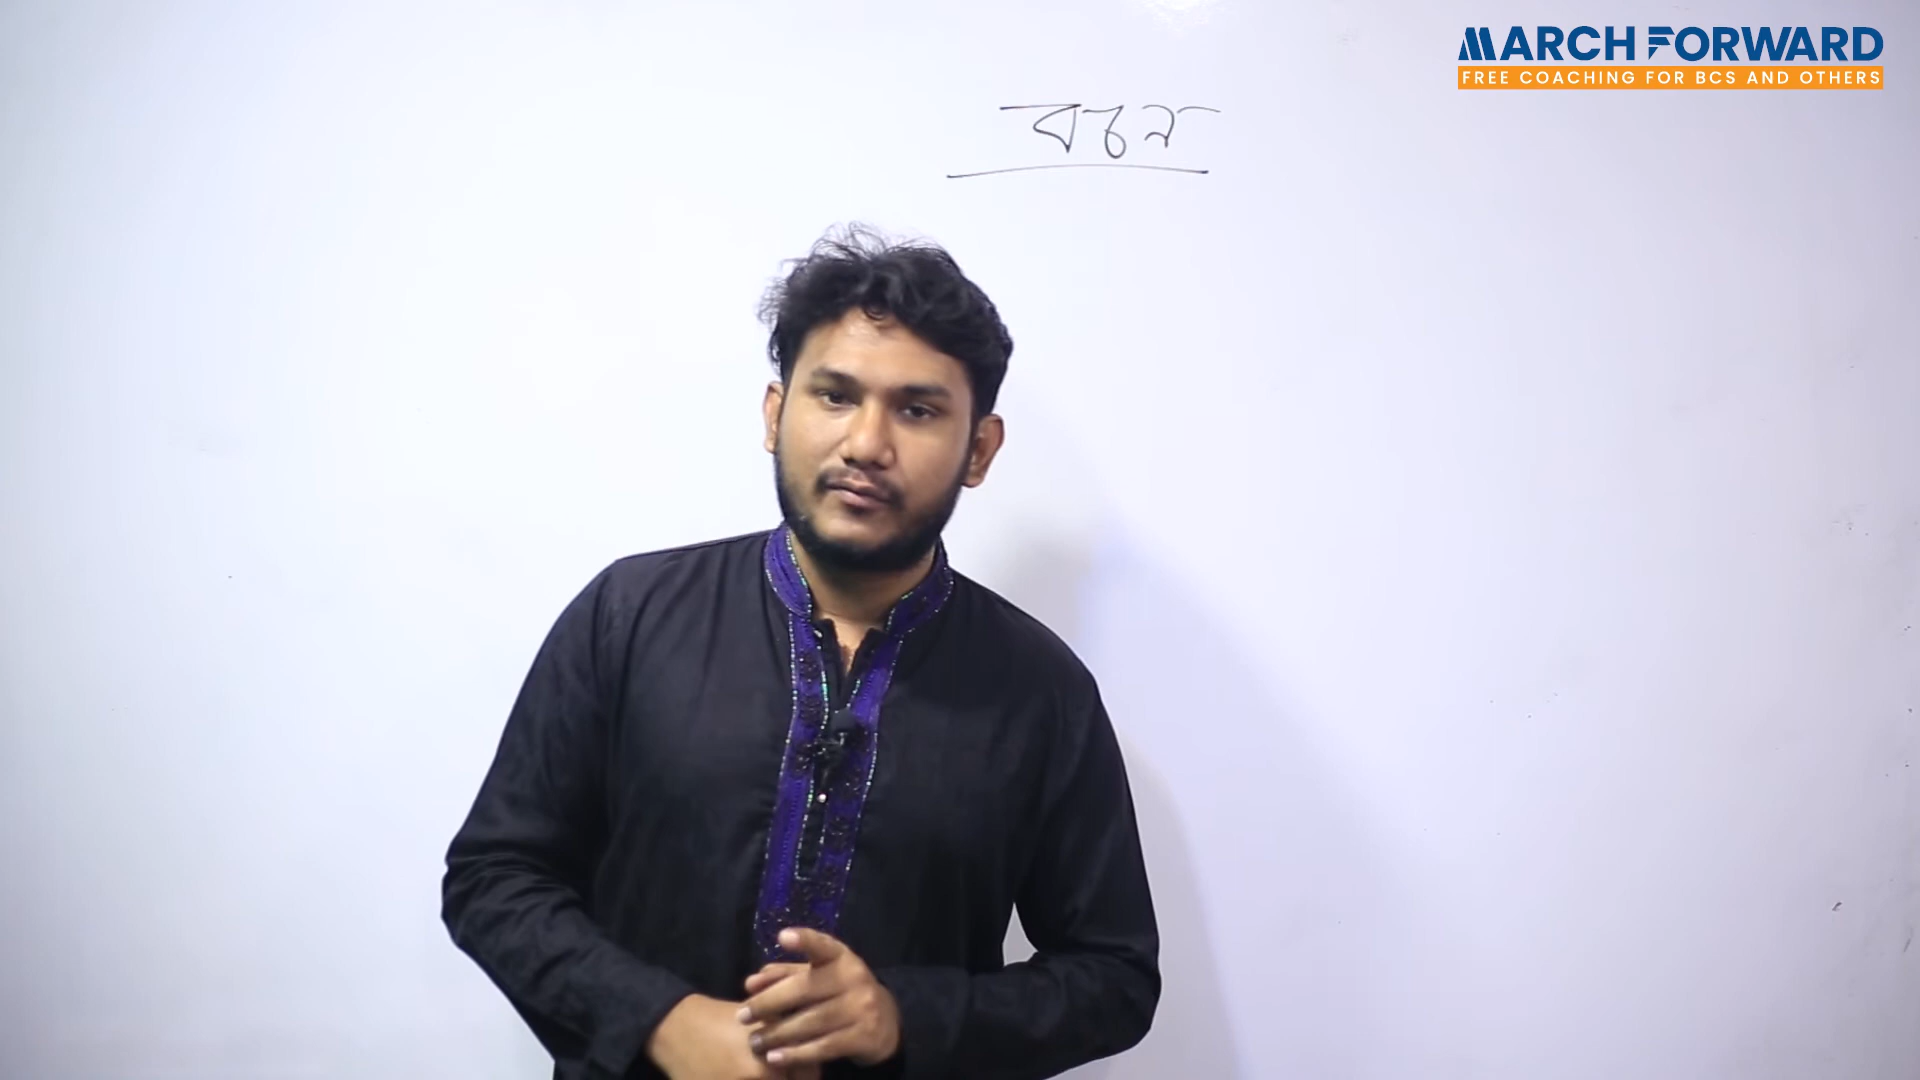 MARCH FORWARD
FREE COACHING FOR BCS AND OTHERS
বচন